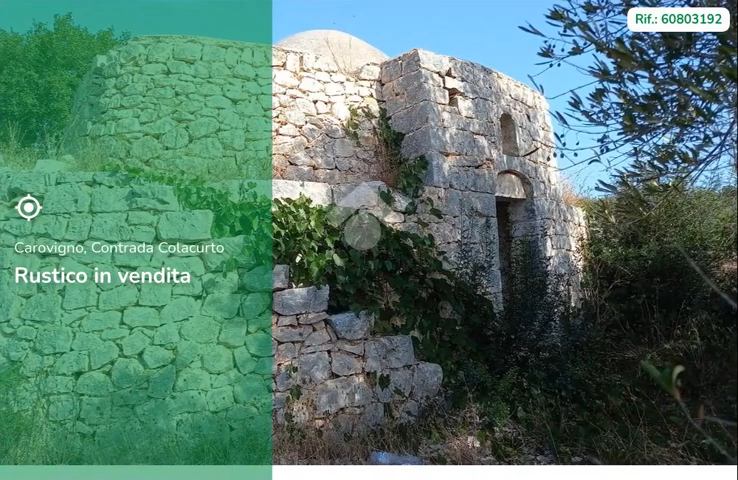 Rif.: 60803192
Carovigno, Contrada Colacurto
Rustico in vendita